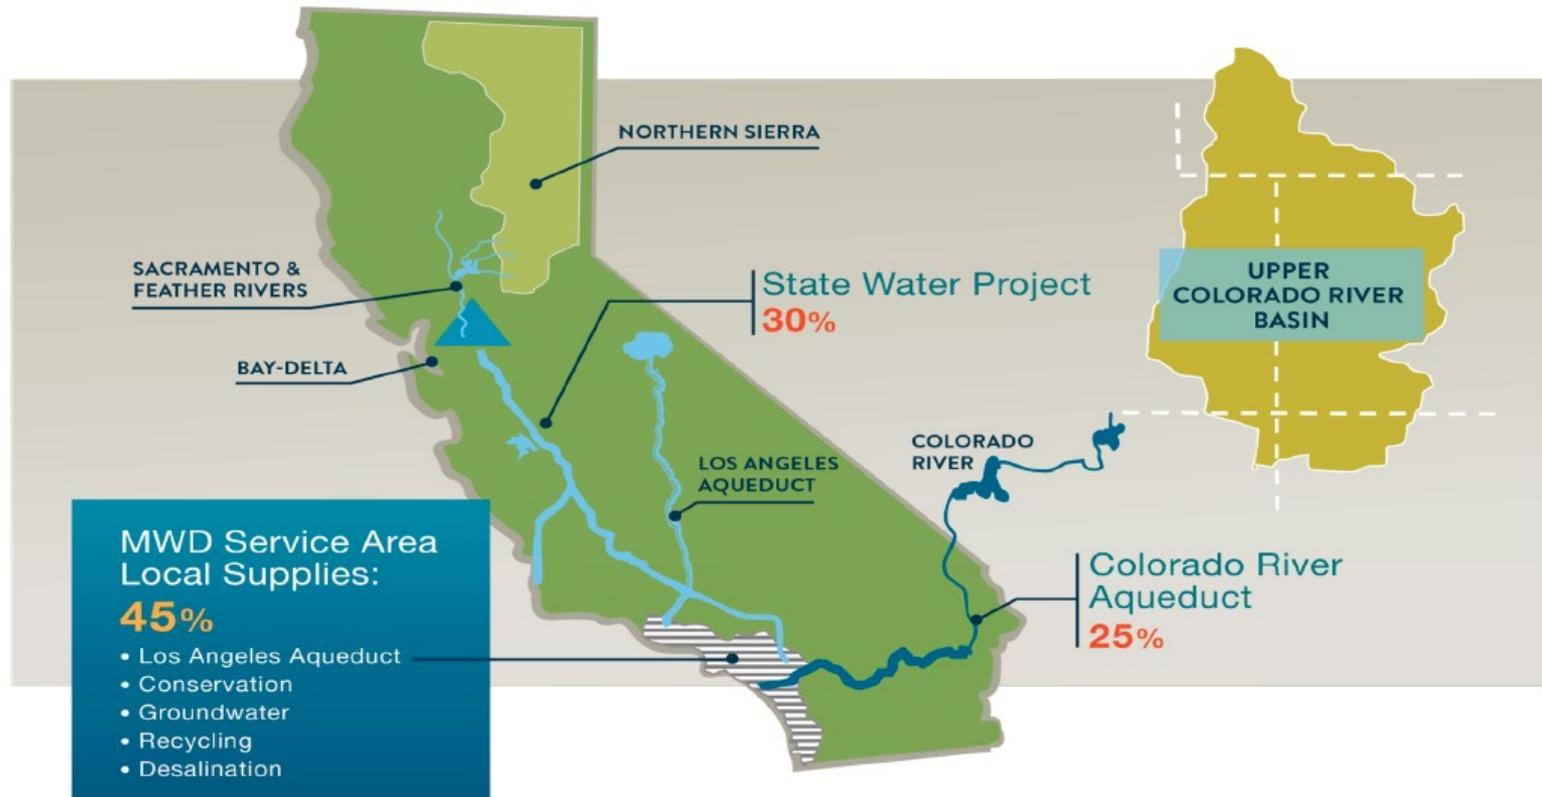 NORTHERN SIERRA
SACRAMENTO &
FEATHER RIVERS
BAY-DELTA
State Water Project
30%
UPPER
COLORADO RIVER
BASIN
LOS ANGELES
AQUEDUCT
COLORADO
RIVER
Colorado River
Aqueduct
25%
MWD Service Area
Local Supplies:
45%
• Los Angeles Aqueduct
• Conservation
• Groundwater
• Recycling
• Desalination